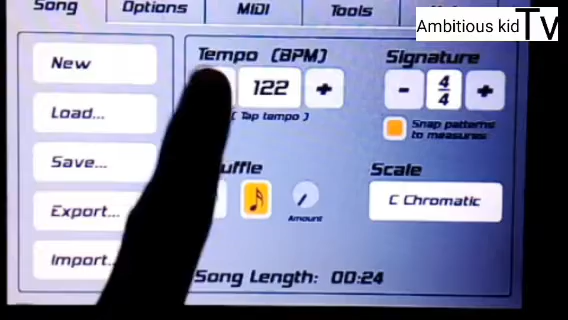 Song Options MIDI Tools
Ambitious kid Tv
New
Load...
Save...
Export...
Import...
Tempo (BPM)
122 +
( Tap tempo )
Signature
- 4/4 +
Snap patterns
to measures
uffle
Amount
Scale
C Chromatic
Song Length: 00:24